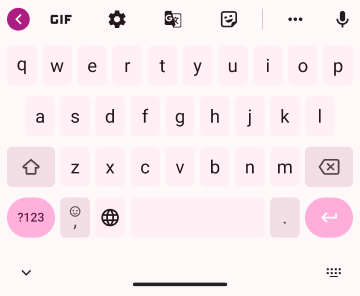 GIF
q w e r t y u i o p
a s d f g h j k l
z x c v b n m
?123 , .